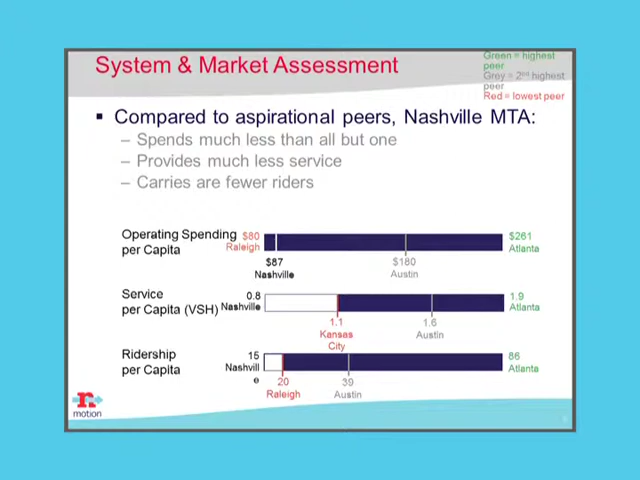 System & Market Assessment
Green = highest
peer
Grey = 2nd highest
peer
Red = lowest peer
▪ Compared to aspirational peers, Nashville MTA:
– Spends much less than all but one
– Provides much less service
– Carries are fewer riders
Operating Spending
per Capita
$80
Raleigh
$261
Atlanta
$87
Nashville
$180
Austin
Service
per Capita (VSH)
0.8
Nashville
1.9
Atlanta
1.1
Kansas
City
1.6
Austin
Ridership
per Capita
15
Nashvill
e
86
Atlanta
20
Raleigh
39
Austin
n
motion